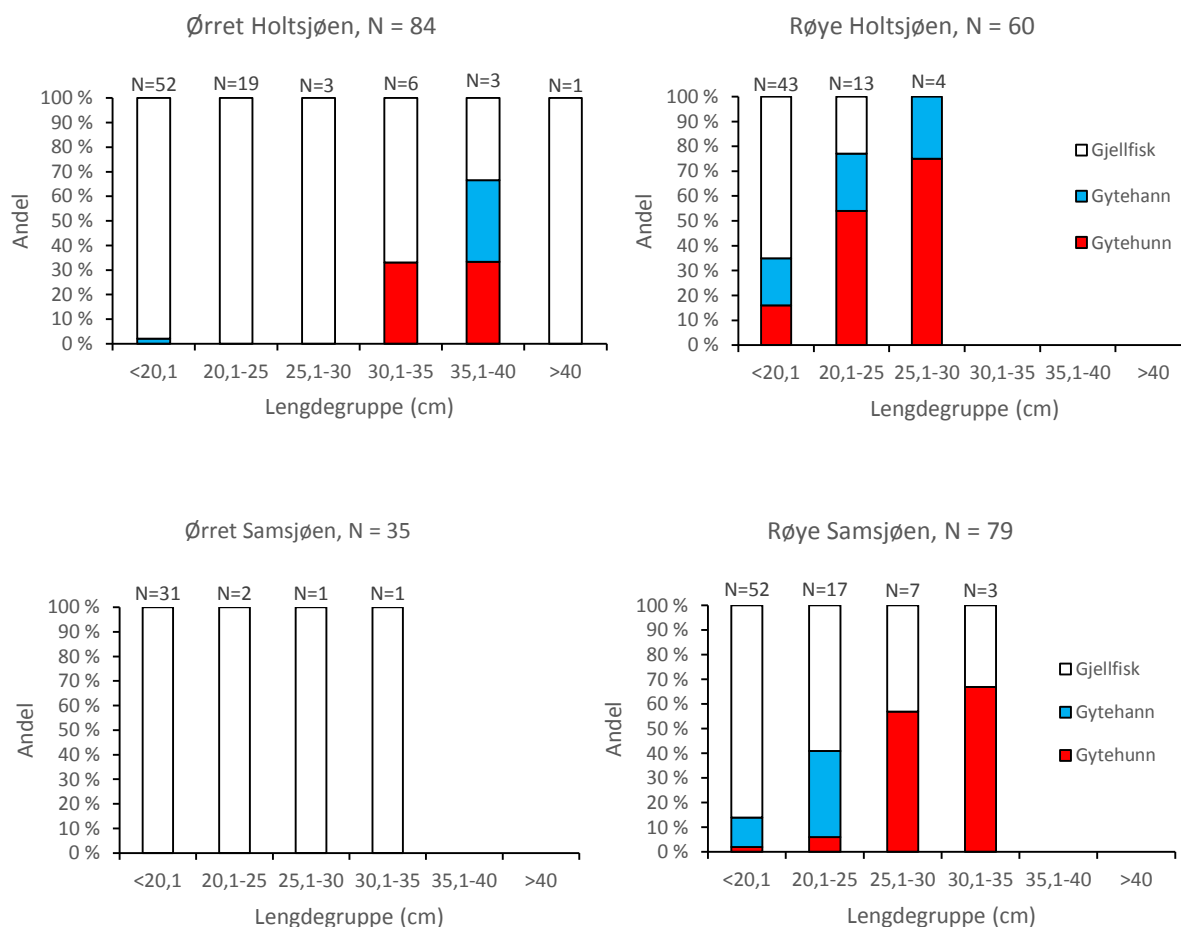 Ørret Holtsjøen, N = 84
N=52 N=19 N=3 N=6 N=3 N=1
100 %
90 %
80 %
70 %
60 %
50 %
40 %
30 %
20 %
10 %
0 %
Andel
<20,1 20,1-25 25,1-30 30,1-35 35,1-40 >40
Lengdegruppe (cm)
Røye Holtsjøen, N = 60
N=43 N=13 N=4
100 %
90 %
80 %
70 %
60 %
50 %
40 %
30 %
20 %
10 %
0 %
Andel
Gjellfisk
Gytehann
Gytehunn
<20,1 20,1-25 25,1-30 30,1-35 35,1-40 >40
Lengdegruppe (cm)
Ørret Samsjøen, N = 35
N=31 N=2 N=1 N=1
100 %
90 %
80 %
70 %
60 %
50 %
40 %
30 %
20 %
10 %
0 %
Andel
<20,1 20,1-25 25,1-30 30,1-35 35,1-40 >40
Lengdegruppe (cm)
Røye Samsjøen, N = 79
N=52 N=17 N=7 N=3
100 %
90 %
80 %
70 %
60 %
50 %
40 %
30 %
20 %
10 %
0 %
Andel
Gjellfisk
Gytehann
Gytehunn
<20,1 20,1-25 25,1-30 30,1-35 35,1-40 >40
Lengdegruppe (cm)